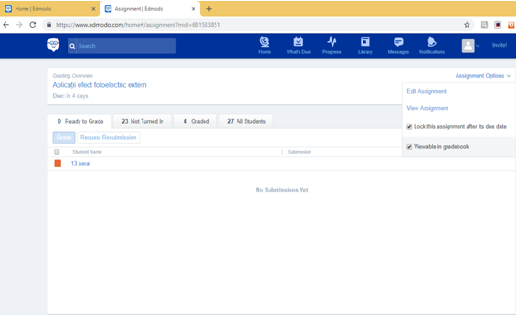 Home | Edmodo
Assignment | Edmodo
https://www.edmodo.com/home#/assignment?mid=881583851
Search
Home
What's Due
Progress
Library
Messages
Notifications
Invite!
Grading Overview
Aplicații efect fotoelectric extern
Due: in 4 days
Assignment Options
Edit Assignment
View Assignment
Lock this assignment after its due date
Viewable in gradebook
0 Ready to Grade
23 Not Turned In
4 Graded
27 All Students
Grade
Request Resubmission
Student Name
Submission
13 seral
No Submissions Yet